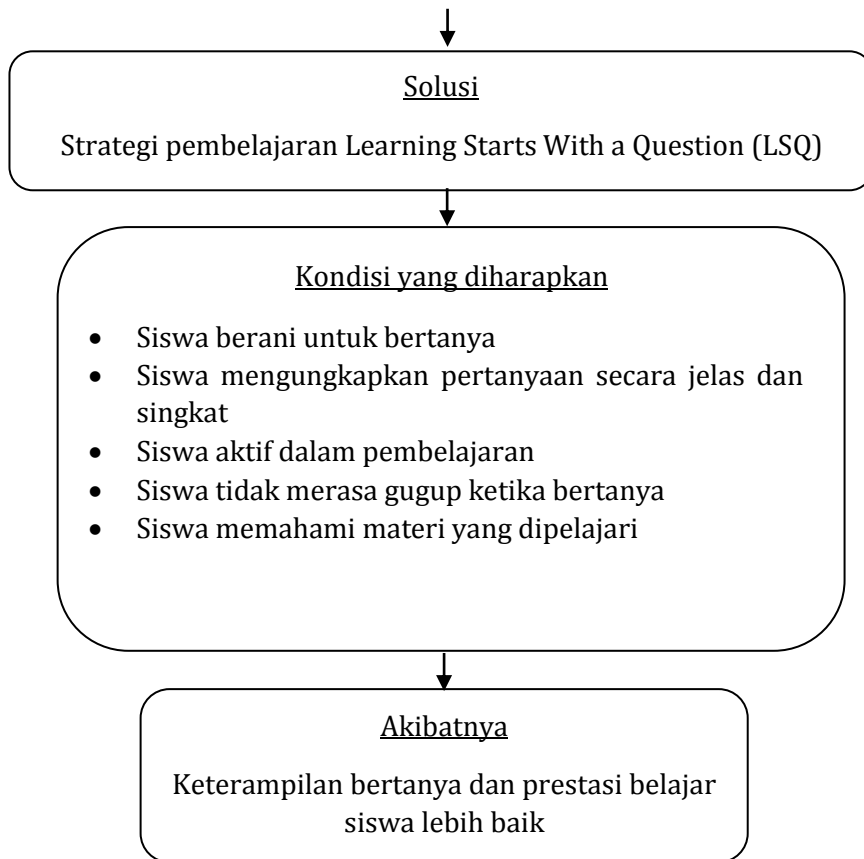 Solusi
Strategi pembelajaran Learning Starts With a Question (LSQ)
Kondisi yang diharapkan
• Siswa berani untuk bertanya
• Siswa mengungkapkan pertanyaan secara jelas dan
singkat
• Siswa aktif dalam pembelajaran
• Siswa tidak merasa gugup ketika bertanya
• Siswa memahami materi yang dipelajari
Akibatnya
Keterampilan bertanya dan prestasi belajar
siswa lebih baik